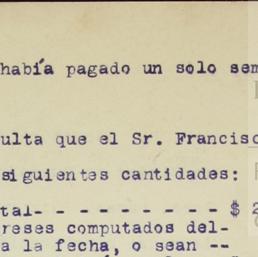 había pagado un solo sem
ulta que el Sr. Francisc
siguientes cantidades:
tal- - - - - - - - - $ 2
reses computados del-
a la fecha, o sean --